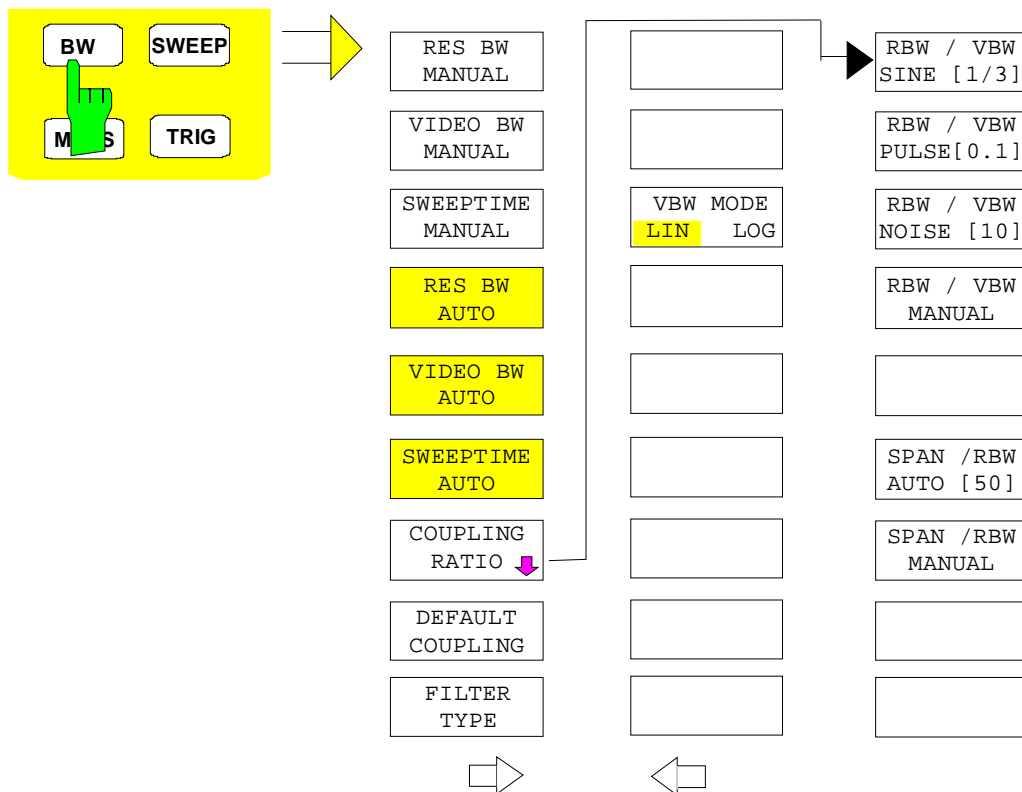 BW
SWEEP
M S
TRIG
RES BW
MANUAL
VIDEO BW
MANUAL
SWEEPTIME
MANUAL
RES BW
AUTO
VIDEO BW
AUTO
SWEEPTIME
AUTO
COUPLING
RATIO
DEFAULT
COUPLING
FILTER
TYPE
VBW MODE
LIN LOG
RBW / VBW
SINE [1/3]
RBW / VBW
PULSE[0.1]
RBW / VBW
NOISE [10]
RBW / VBW
MANUAL
SPAN /RBW
AUTO [50]
SPAN /RBW
MANUAL